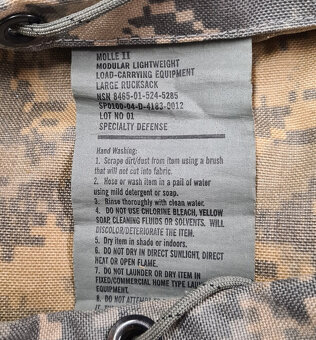 MOLLE II
MODULAR LIGHTWEIGHT
LOAD-CARRYING EQUIPMENT
LARGE RUCKSACK
NSN 8465-01-524-5285
SP0100-04-D-4183-0012
LOT NO 01
SPECIALTY DEFENSE
Hand Washing:
1. Scrape dirt/dust from item using a brush
that will not cut into fabric.
2. Hose or wash item in a pail of water
using mild detergent or soap.
3. Rinse thoroughly with clean water.
4. DO NOT USE CHLORINE BLEACH, YELLOW
SOAP, CLEANING FLUIDS OR SOLVENTS. WILL
DISCOLOR/DETERIORATE THE ITEM.
5. Dry item in shade or indoors.
6. DO NOT DRY IN DIRECT SUNLIGHT, DIRECT
HEAT OR OPEN FLAME.
7. DO NOT LAUNDER OR DRY ITEM IN
FIXED/COMMERCIAL HOME TYPE LAU
EQUIPMENT.
8. DO NOT ATTEMPT